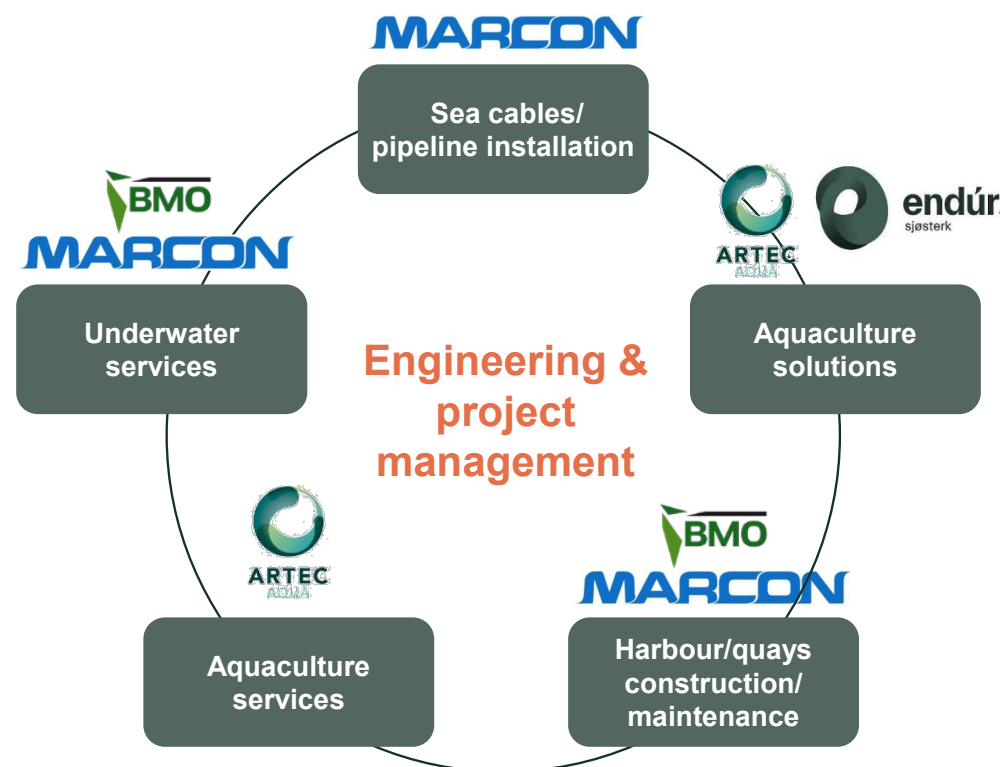 MARCON
Sea cables/
pipeline installation
BMO
MARCON
Underwater
services
ARTEC
AQUA
endúr.
sjøsterk
Aquaculture
solutions
Engineering &
project
management
ARTEC
AQUA
Aquaculture
services
BMO
MARCON
Harbour/quays
construction/
maintenance